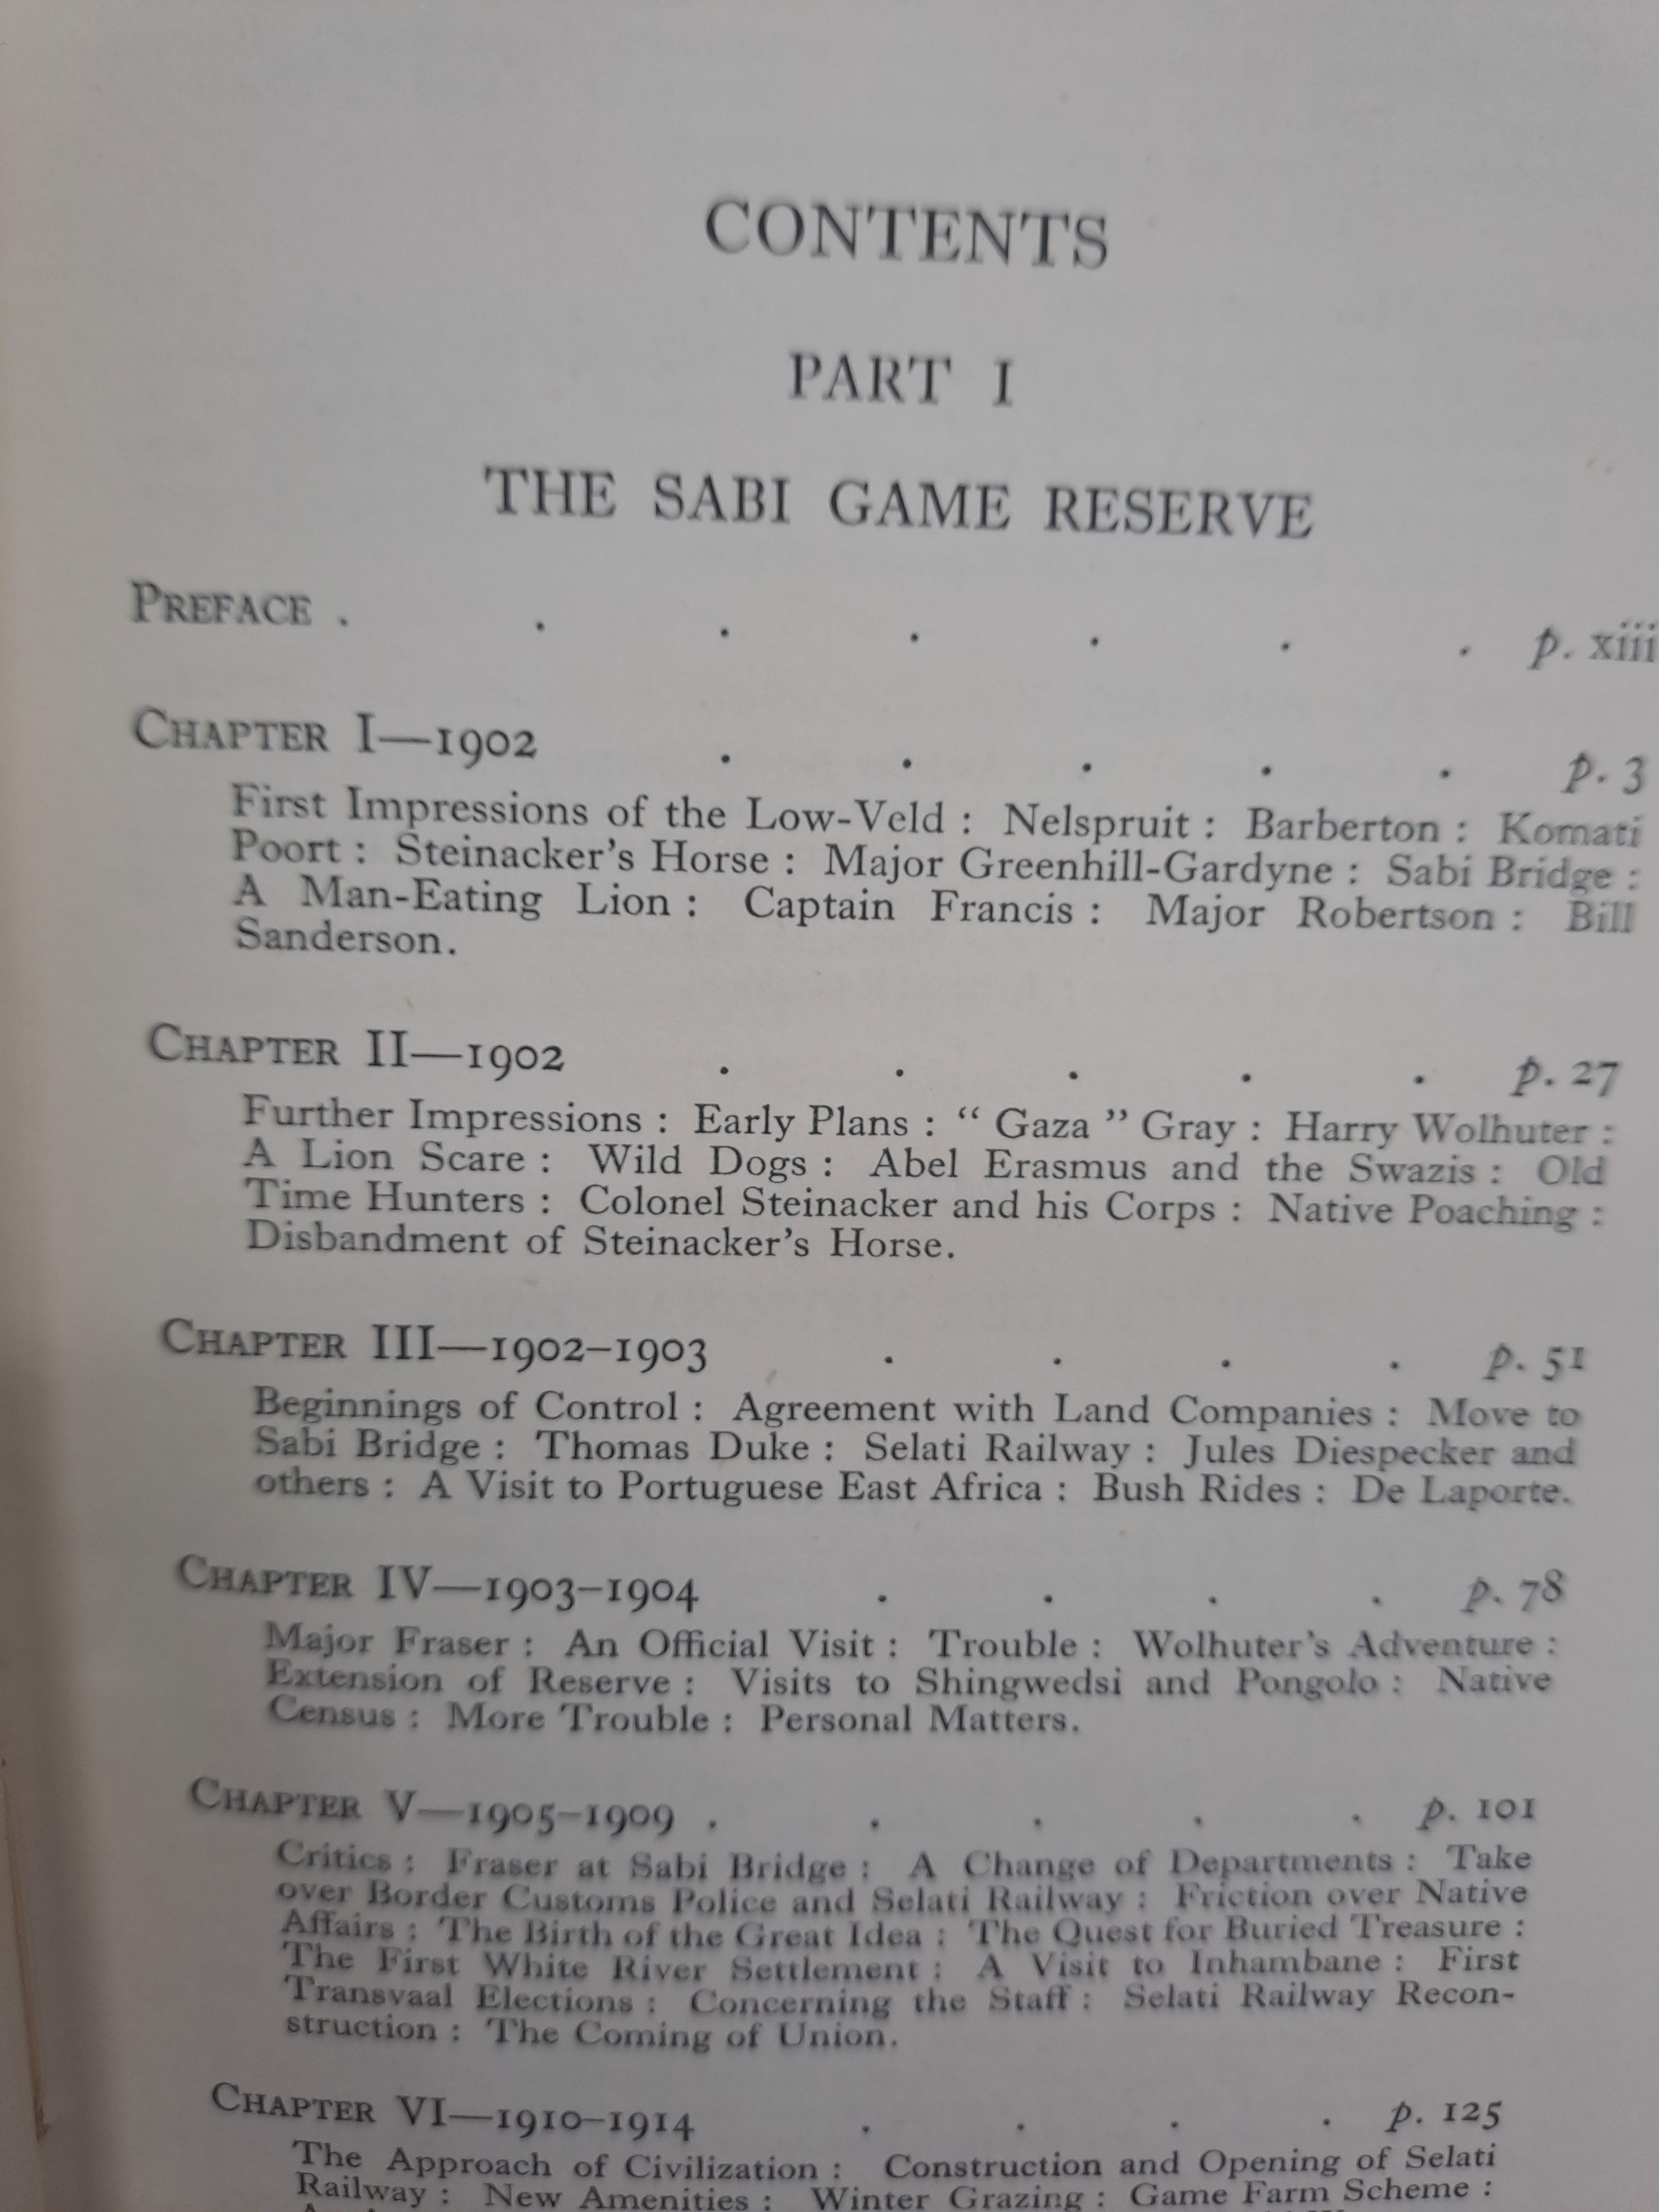 CONTENTS
PART I
THE SABI GAME RESERVE
PREFACE . . . . . . . p. xiii
CHAPTER I—1902 . . . . . p. 3
First Impressions of the Low-Veld : Nelspruit : Barberton : Komati
Poort : Steinacker's Horse : Major Greenhill-Gardyne : Sabi Bridge :
A Man-Eating Lion : Captain Francis : Major Robertson : Bill
Sanderson.
CHAPTER II—1902 . . . . . p. 27
Further Impressions : Early Plans : “ Gaza ” Gray : Harry Wolhuter :
A Lion Scare : Wild Dogs : Abel Erasmus and the Swazis : Old
Time Hunters : Colonel Steinacker and his Corps : Native Poaching :
Disbandment of Steinacker's Horse.
CHAPTER III—1902–1903 . . . . p. 51
Beginnings of Control : Agreement with Land Companies : Move to
Sabi Bridge : Thomas Duke : Selati Railway : Jules Diespecker and
others : A Visit to Portuguese East Africa : Bush Rides : De Laporte.
CHAPTER IV—1903–1904 . . . . p. 78
Major Fraser : An Official Visit : Trouble : Wolhuter's Adventure :
Extension of Reserve : Visits to Shingwedsi and Pongolo : Native
Census : More Trouble : Personal Matters.
CHAPTER V—1905–1909 . . . . . p. 101
Critics : Fraser at Sabi Bridge : A Change of Departments : Take
over Border Customs Police and Selati Railway : Friction over Native
Affairs : The Birth of the Great Idea : The Quest for Buried Treasure :
The First White River Settlement : A Visit to Inhambane : First
Transvaal Elections : Concerning the Staff : Selati Railway Recon-
struction : The Coming of Union.
CHAPTER VI—1910–1914 . . . . p. 125
The Approach of Civilization : Construction and Opening of Selati
Railway : New Amenities : Winter Grazing : Game Farm Scheme :